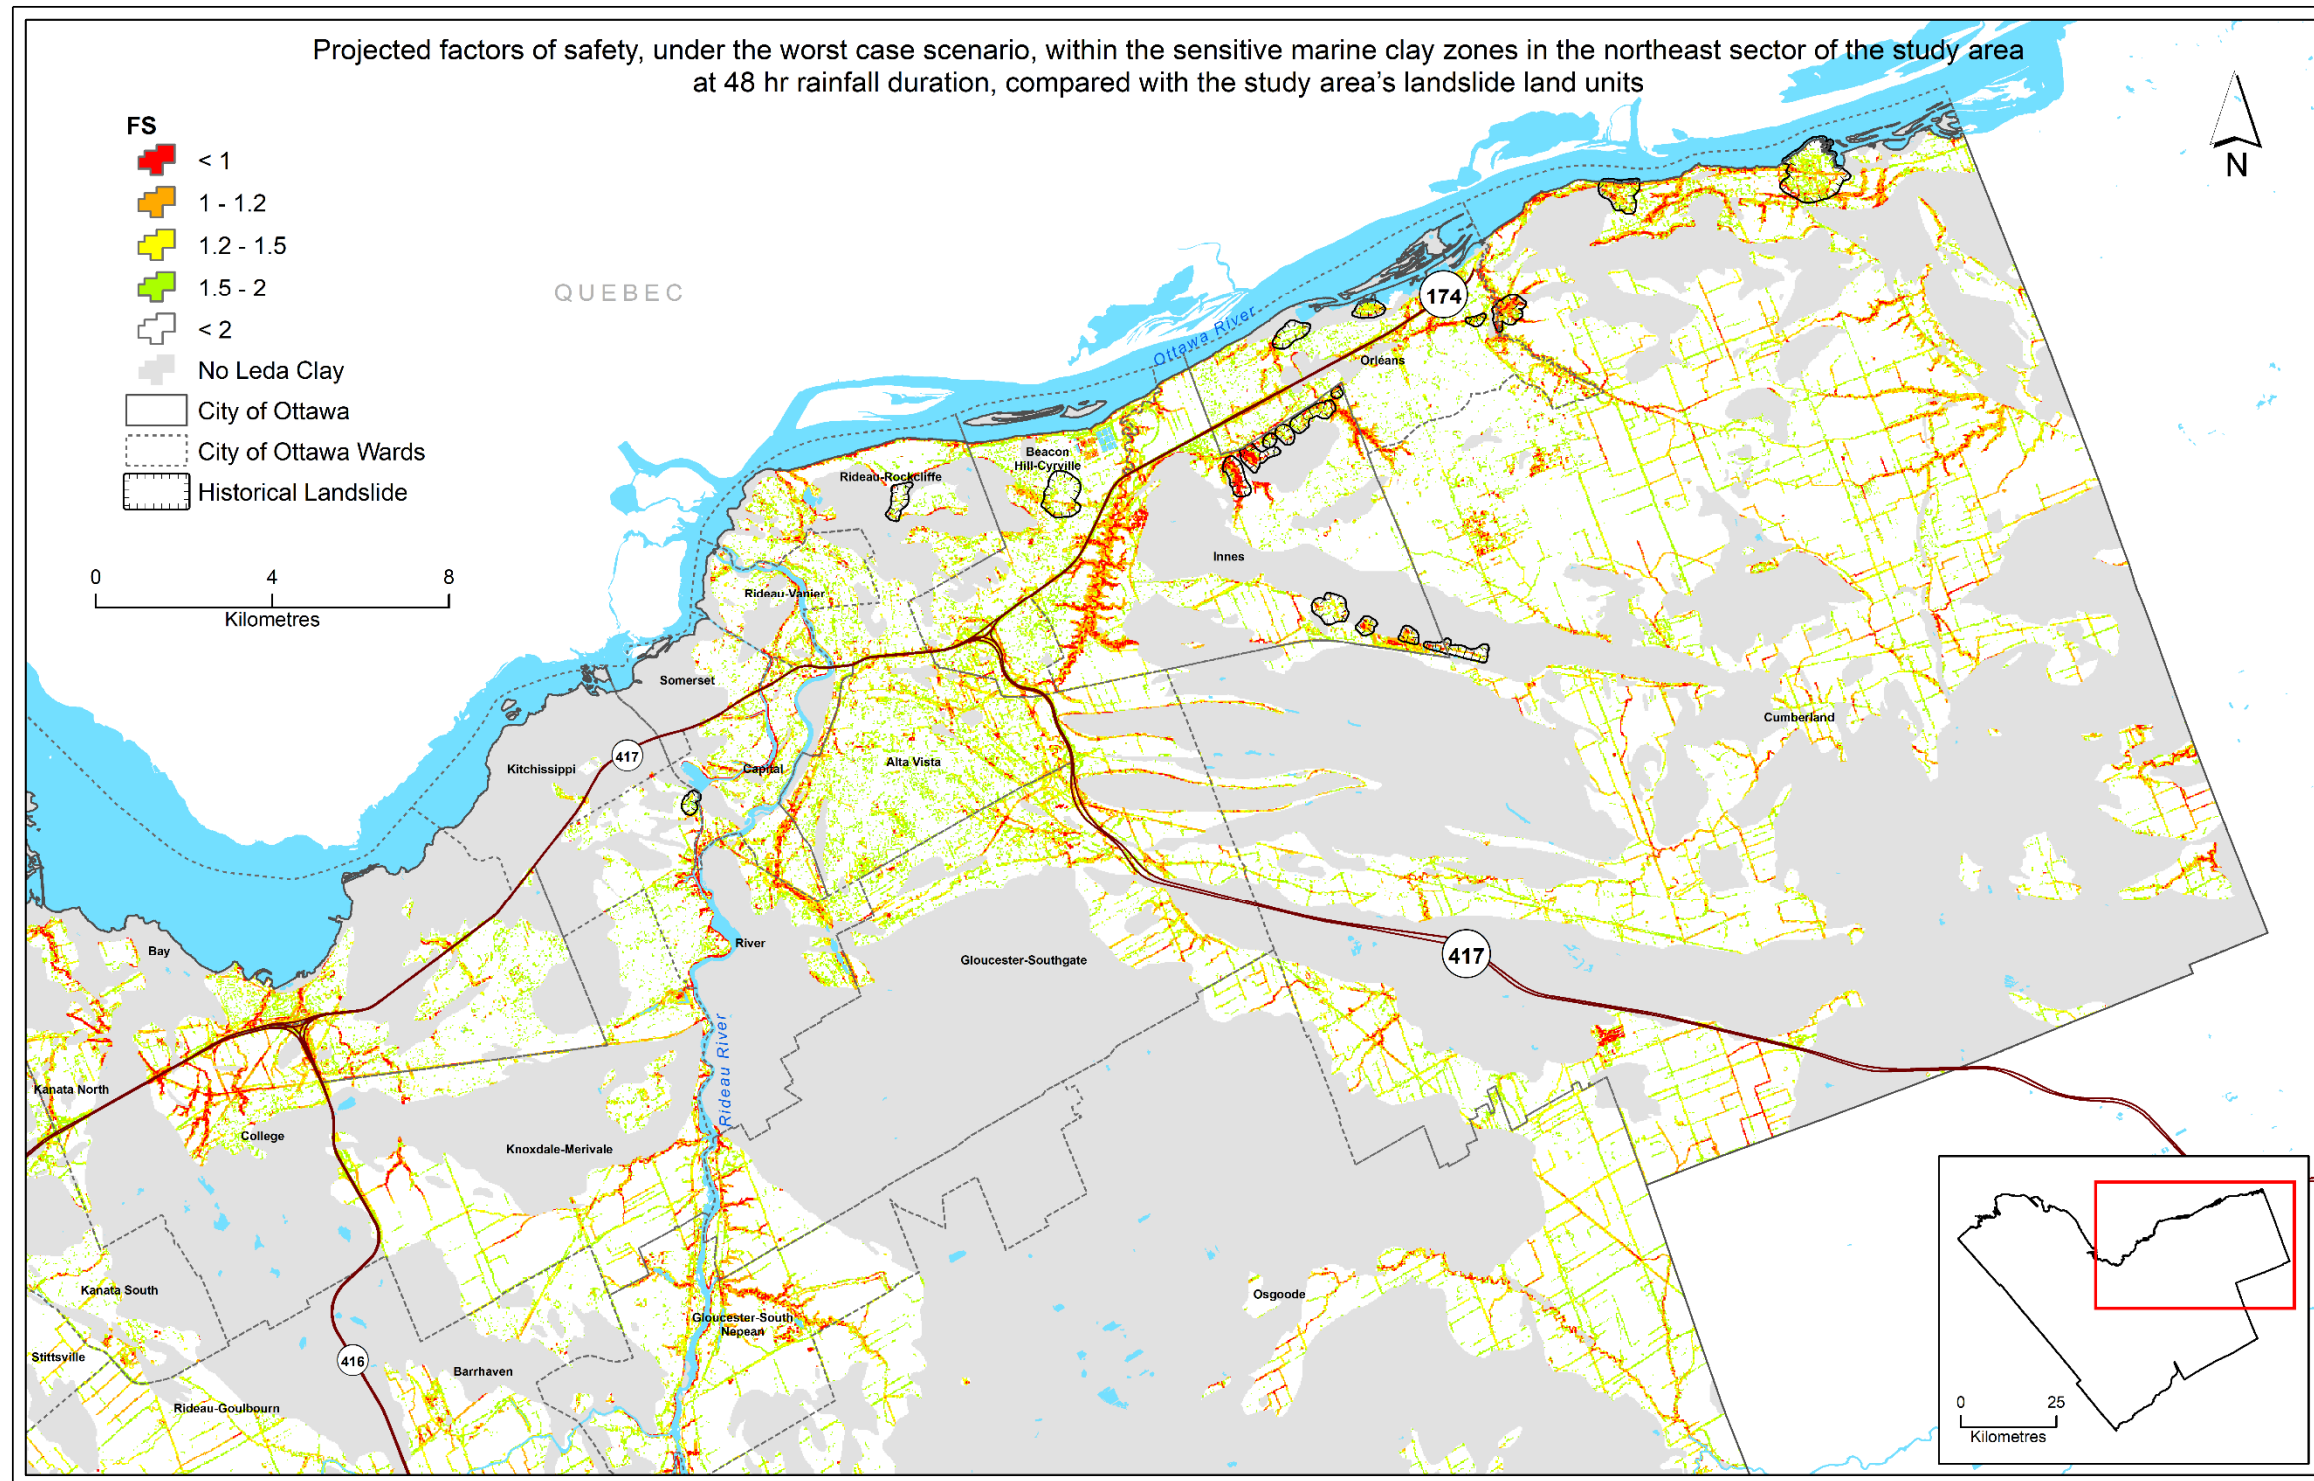 Projected factors of safety, under the worst case scenario, within the sensitive marine clay zones in the northeast sector of the study area
at 48 hr rainfall duration, compared with the study area's landslide land units
FS
< 1
1 - 1.2
1.2 - 1.5
1.5 - 2
< 2
No Leda Clay
City of Ottawa
City of Ottawa Wards
Historical Landslide
0 4 8
Kilometres
N
QUEBEC
174
Ottawa River
Orléans
Beacon
Hill-Cyrville
Rideau-Rockcliffe
Innes
Rideau-Vanier
Somerset
Cumberland
417
Kitchissippi
Capital
Alta Vista
River
Bay
Gloucester-Southgate
417
Rideau River
Kanata North
College
Knoxdale-Merivale
Kanata South
Osgoode
Gloucester-South
Nepean
Stittsville
416
Barrhaven
Rideau-Goulbourn
0 25
Kilometres